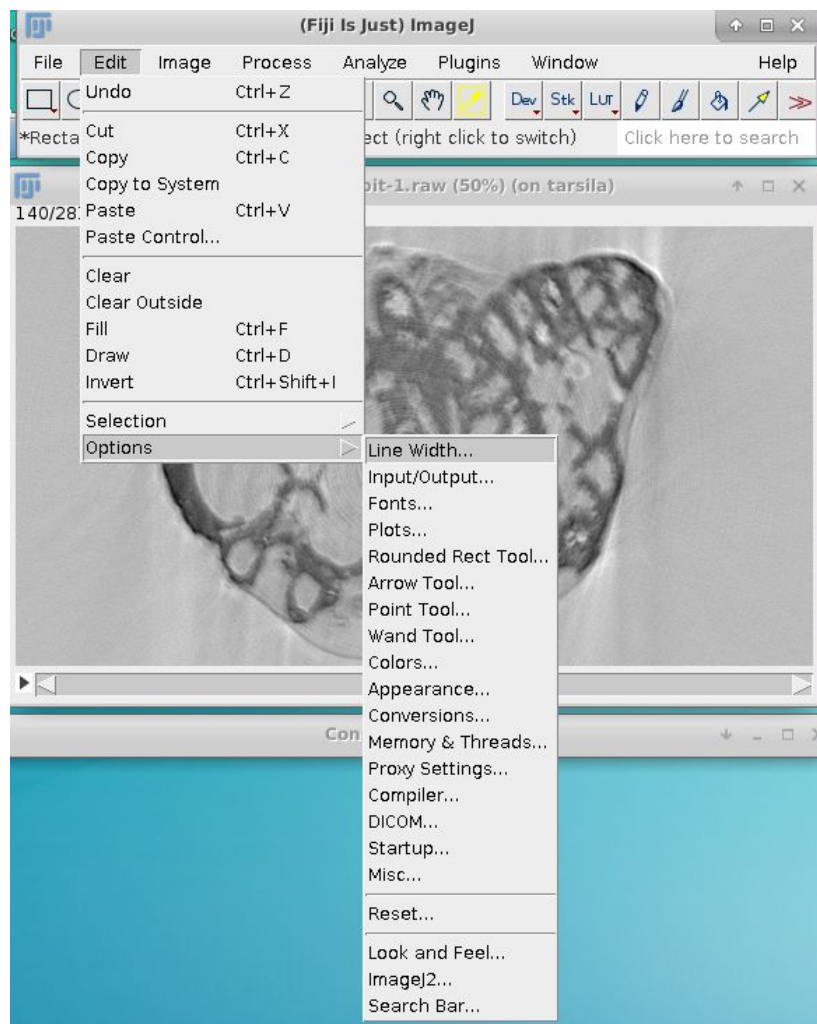 (Fiji Is Just) ImageJ
File Edit Image Process Analyze Plugins Window Help
Dev Stk LUT
*Recta ect (right click to switch) Click here to search
Undo Ctrl+Z
Cut Ctrl+X
Copy Ctrl+C
Copy to System
Paste Ctrl+V
Paste Control...
Clear
Clear Outside
Fill Ctrl+F
Draw Ctrl+D
Invert Ctrl+Shift+I
Selection
Options
bit-1.raw (50%) (on tarsila)
140/28
Line Width...
Input/Output...
Fonts...
Plots...
Rounded Rect Tool...
Arrow Tool...
Point Tool...
Wand Tool...
Colors...
Appearance...
Conversions...
Memory & Threads...
Proxy Settings...
Compiler...
DICOM...
Startup...
Misc...
Reset...
Look and Feel...
ImageJ2...
Search Bar...
Con